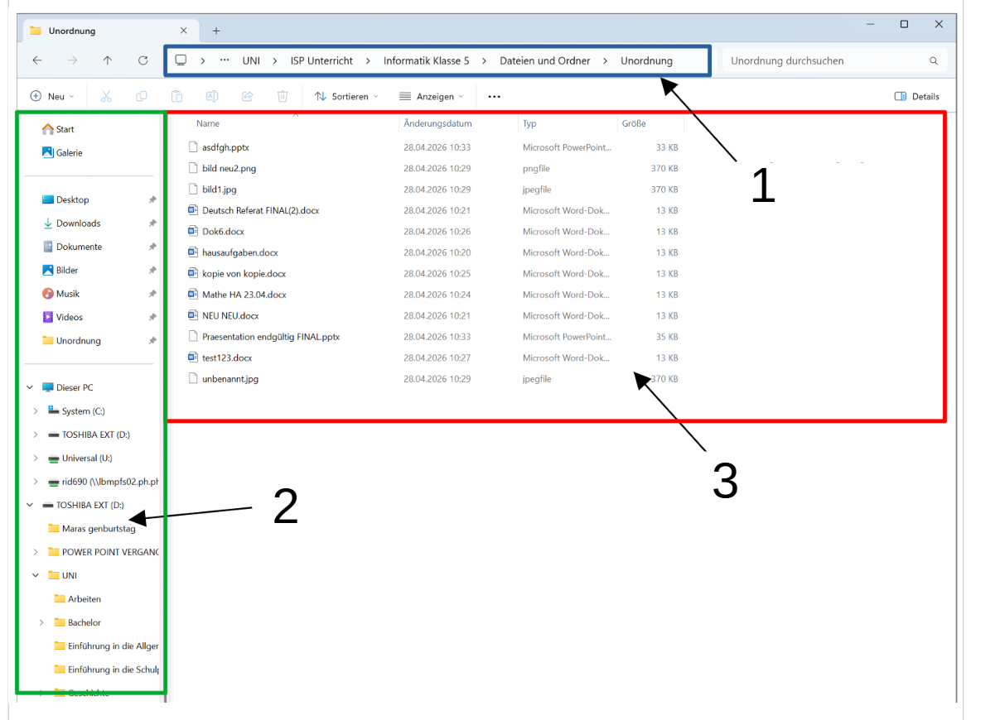 Unordnung
UNI > ISP Unterricht > Informatik Klasse 5 > Dateien und Ordner > Unordnung
Unordnung durchsuchen
Neu
Sortieren
Anzeigen
Details
Start
Galerie
Desktop
Downloads
Dokumente
Bilder
Musik
Videos
Unordnung
Dieser PC
System (C:)
TOSHIBA EXT (D:)
Universal (U:)
rid690 (\\lbmpfs02.ph.ph
TOSHIBA EXT (D:)
Maras genburtstag
POWER POINT VERGANG
UNI
Arbeiten
Bachelor
Einführung in die Allger
Einführung in die Schulp
Geschichte
Name Änderungsdatum Typ Größe
asdfgh.pptx 28.04.2026 10:33 Microsoft PowerPoint... 33 KB
bild neu2.png 28.04.2026 10:29 pngfile 370 KB
bild1.jpg 28.04.2026 10:29 jpegfile 370 KB
Deutsch Referat FINAL(2).docx 28.04.2026 10:21 Microsoft Word-Dok... 13 KB
Dok6.docx 28.04.2026 10:26 Microsoft Word-Dok... 13 KB
hausaufgaben.docx 28.04.2026 10:20 Microsoft Word-Dok... 13 KB
kopie von kopie.docx 28.04.2026 10:25 Microsoft Word-Dok... 13 KB
Mathe HA 23.04.docx 28.04.2026 10:24 Microsoft Word-Dok... 13 KB
NEU NEU.docx 28.04.2026 10:21 Microsoft Word-Dok... 13 KB
Praesentation endgültig FINAL.pptx 28.04.2026 10:33 Microsoft PowerPoint... 35 KB
test123.docx 28.04.2026 10:27 Microsoft Word-Dok... 13 KB
unbenannt.jpg 28.04.2026 10:29 jpegfile 370 KB
1
2
3